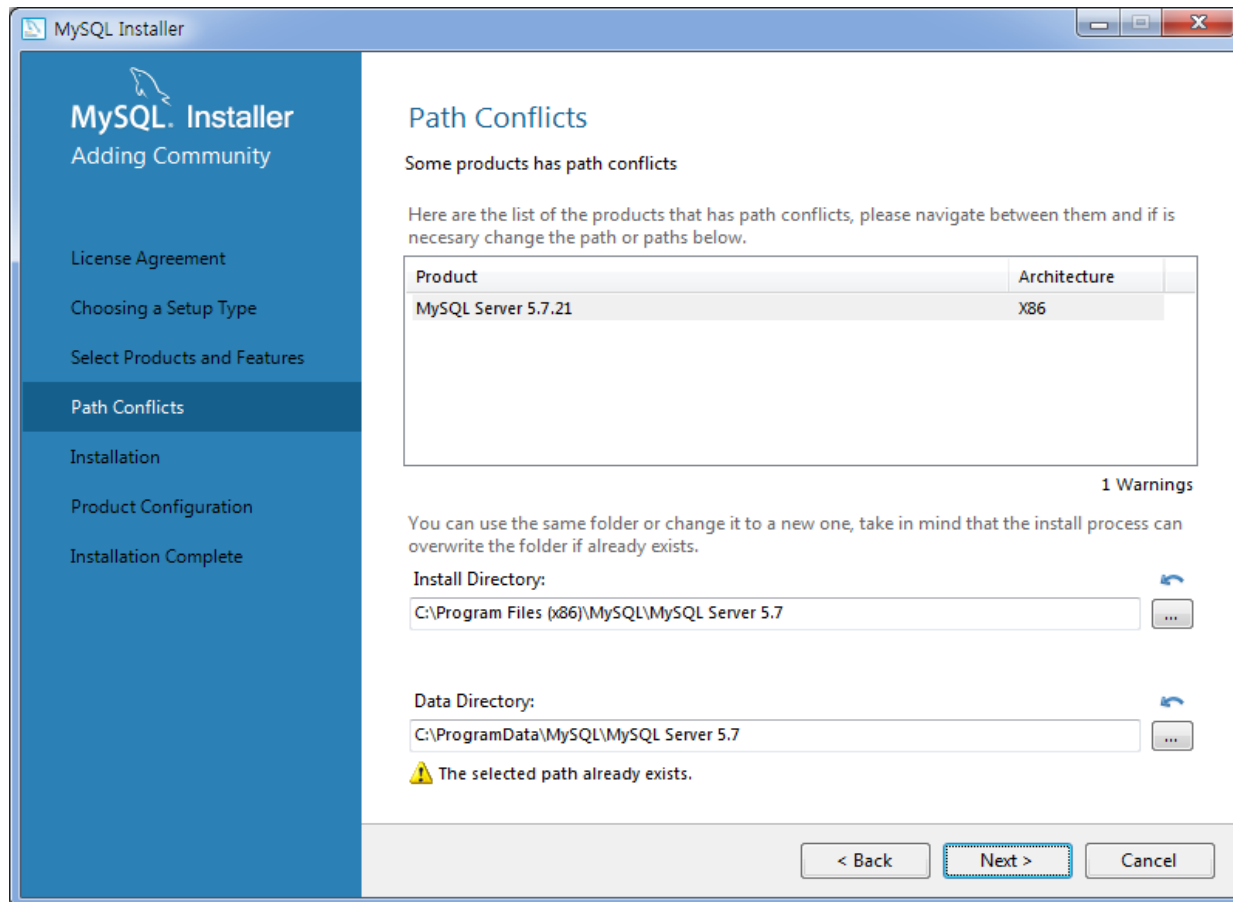 MySQL Installer
MySQL. Installer
Adding Community
License Agreement
Choosing a Setup Type
Select Products and Features
Path Conflicts
Installation
Product Configuration
Installation Complete
Path Conflicts
Some products has path conflicts
Here are the list of the products that has path conflicts, please navigate between them and if is
necesary change the path or paths below.
Product Architecture
MySQL Server 5.7.21 X86
1 Warnings
You can use the same folder or change it to a new one, take in mind that the install process can
overwrite the folder if already exists.
Install Directory:
C:\Program Files (x86)\MySQL\MySQL Server 5.7
...
Data Directory:
C:\ProgramData\MySQL\MySQL Server 5.7
...
The selected path already exists.
< Back Next > Cancel